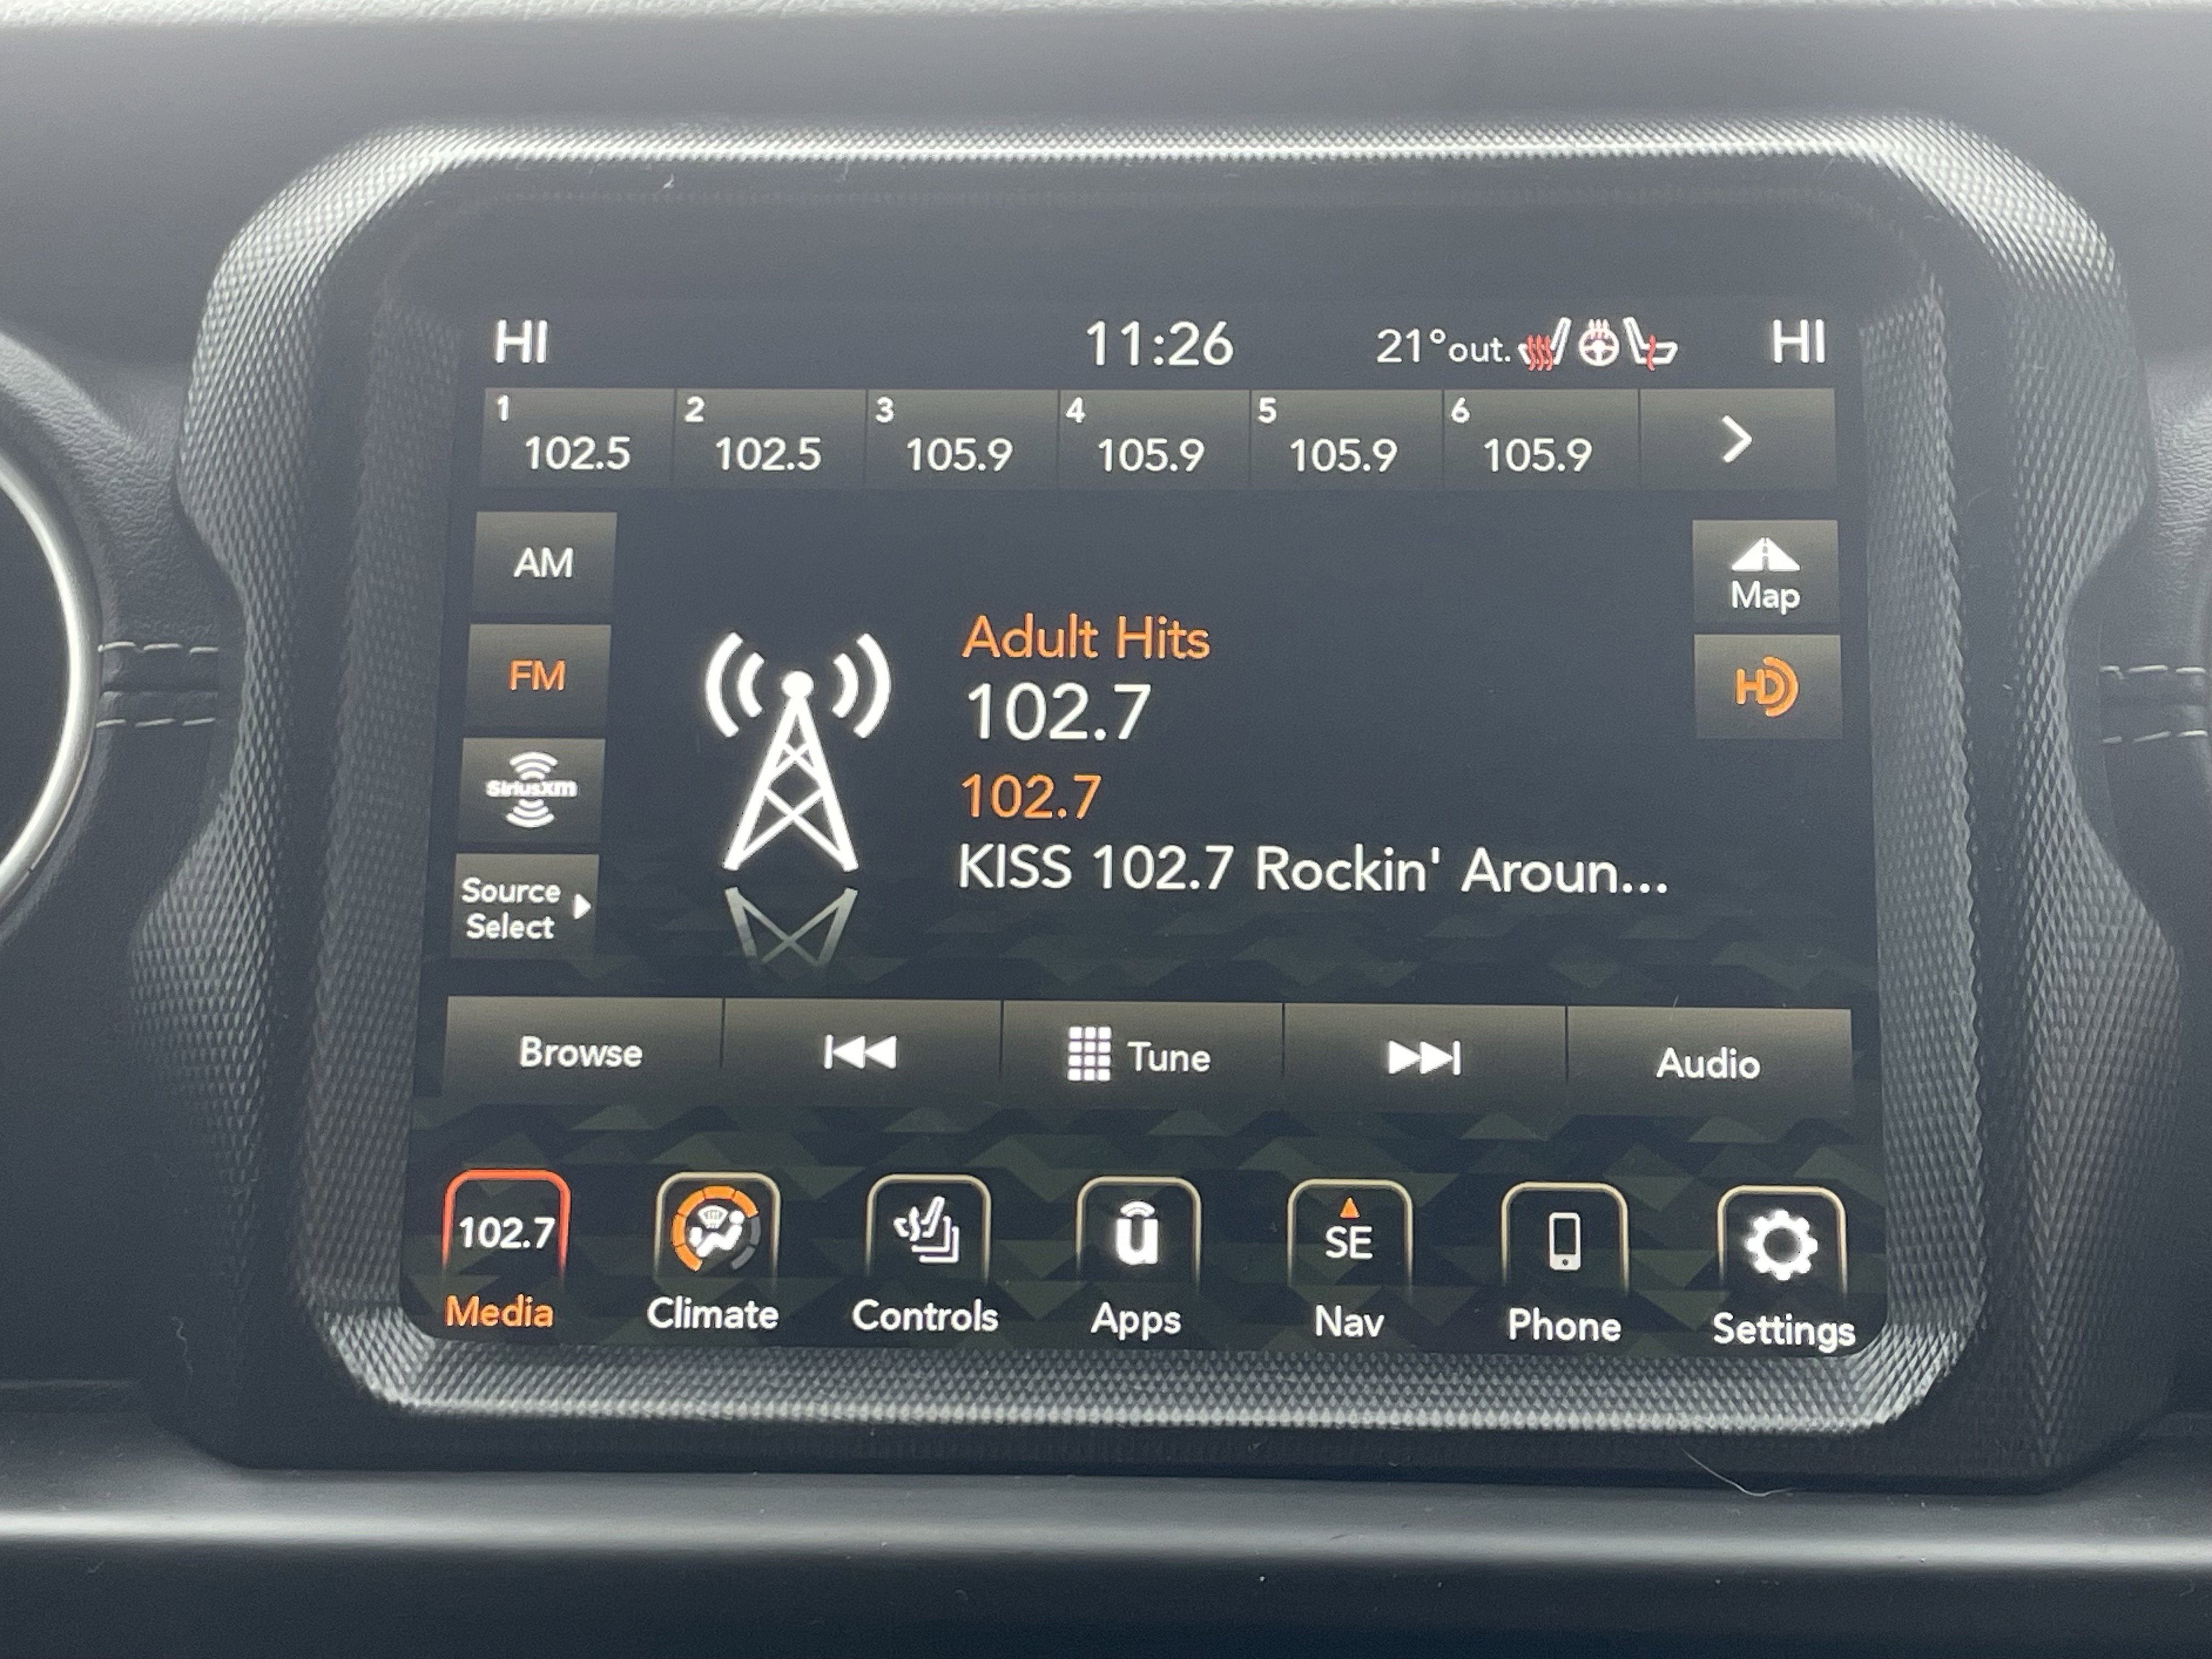 HI 11:26 21°out. HI
1 2 3 4 5 6
102.5 102.5 105.9 105.9 105.9 105.9
AM
Map
FM
HD
SiriusXm
Source
Select
Adult Hits
102.7
102.7
KISS 102.7 Rockin' Aroun...
Browse Tune Audio
102.7 u SE
Media Climate Controls Apps Nav Phone Settings